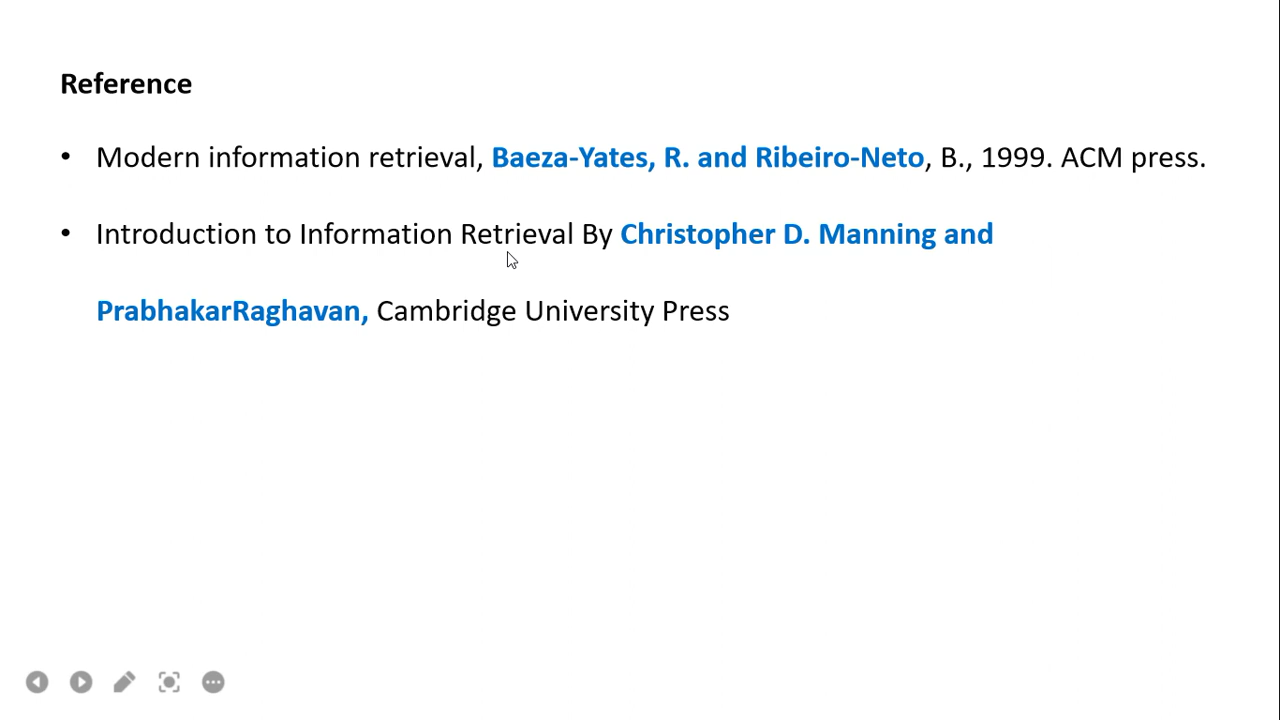 Reference
• Modern information retrieval, Baeza-Yates, R. and Ribeiro-Neto, B., 1999. ACM press.
• Introduction to Information Retrieval By Christopher D. Manning and
PrabhakarRaghavan, Cambridge University Press